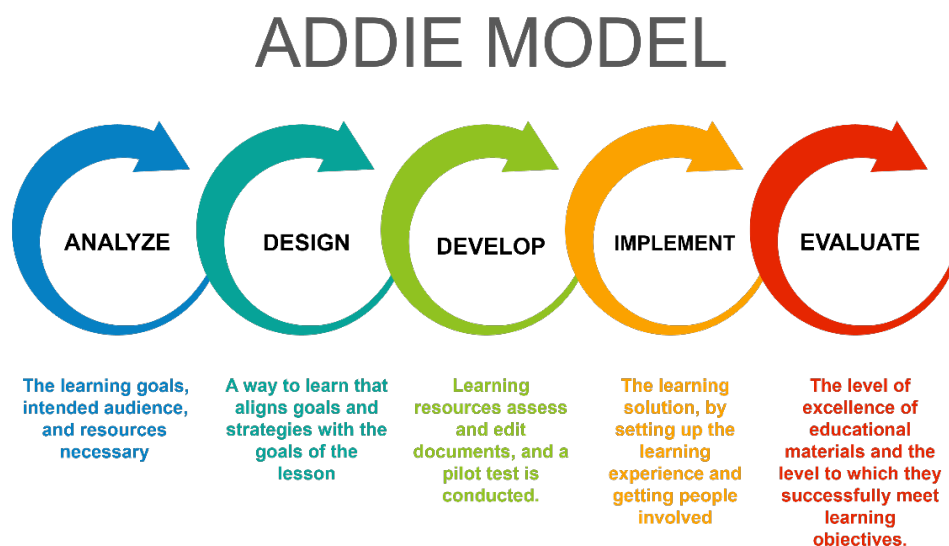 ADDIE MODEL
ANALYZE
DESIGN
DEVELOP
IMPLEMENT
EVALUATE
The learning goals,
intended audience,
and resources
necessary
A way to learn that
aligns goals and
strategies with the
goals of the
lesson
Learning
resources assess
and edit
documents, and a
pilot test is
conducted.
The learning
solution, by
setting up the
learning
experience and
getting people
involved
The level of
excellence of
educational
materials and the
level to which they
successfully meet
learning
objectives.